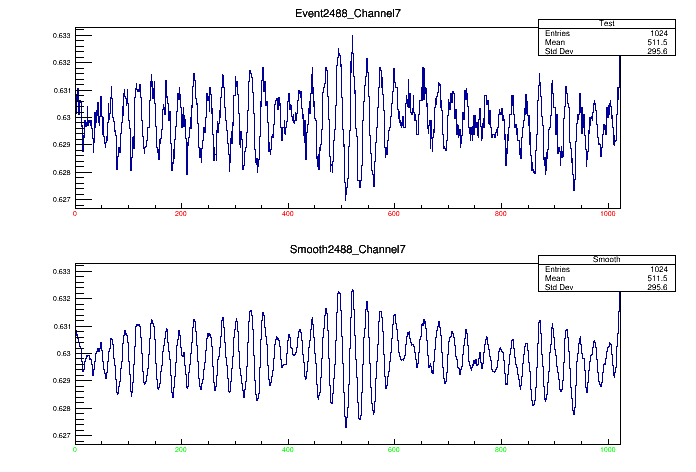 Event2488_Channel7
Test
Entries 1024
Mean 511.5
Std Dev 295.6
0.633
0.632
0.631
0.63
0.629
0.628
0.627
0 200 400 600 800 1000
Smooth2488_Channel7
Smooth
Entries 1024
Mean 511.5
Std Dev 295.6
0.633
0.632
0.631
0.63
0.629
0.628
0.627
0 200 400 600 800 1000